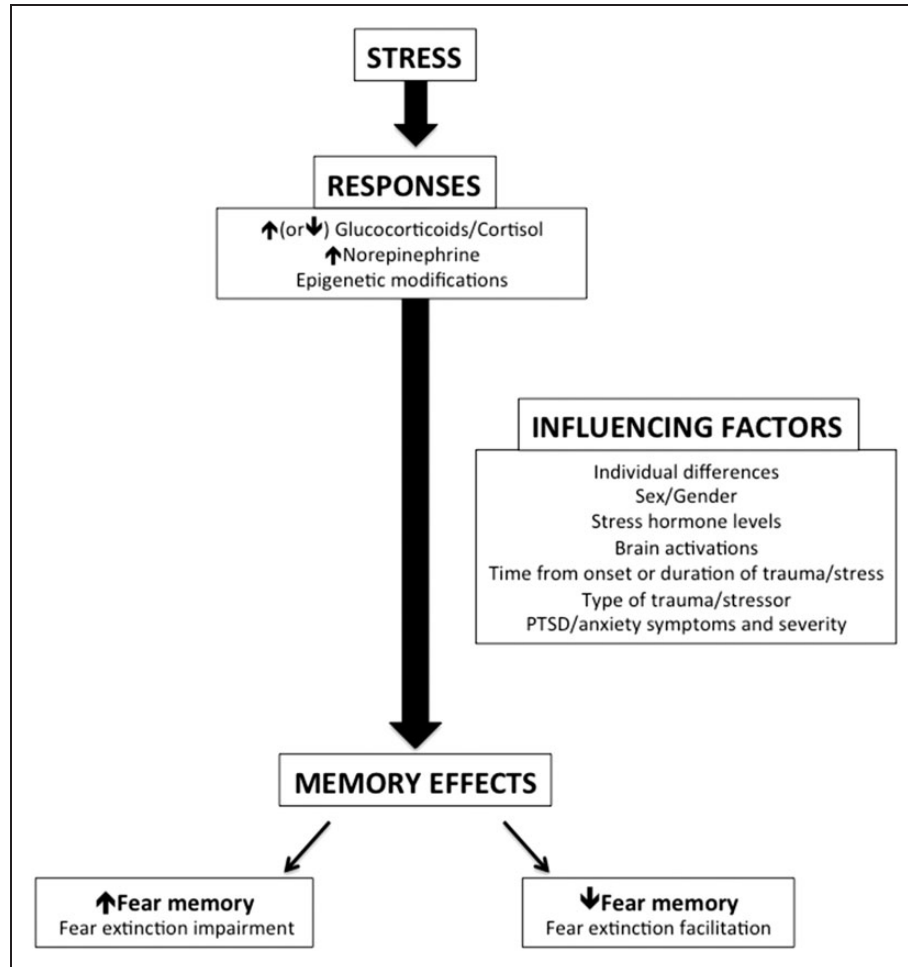 STRESS
RESPONSES
↑(or↓) Glucocorticoids/Cortisol
↑Norepinephrine
Epigenetic modifications
INFLUENCING FACTORS
Individual differences
Sex/Gender
Stress hormone levels
Brain activations
Time from onset or duration of trauma/stress
Type of trauma/stressor
PTSD/anxiety symptoms and severity
MEMORY EFFECTS
↑Fear memory
Fear extinction impairment
↓Fear memory
Fear extinction facilitation